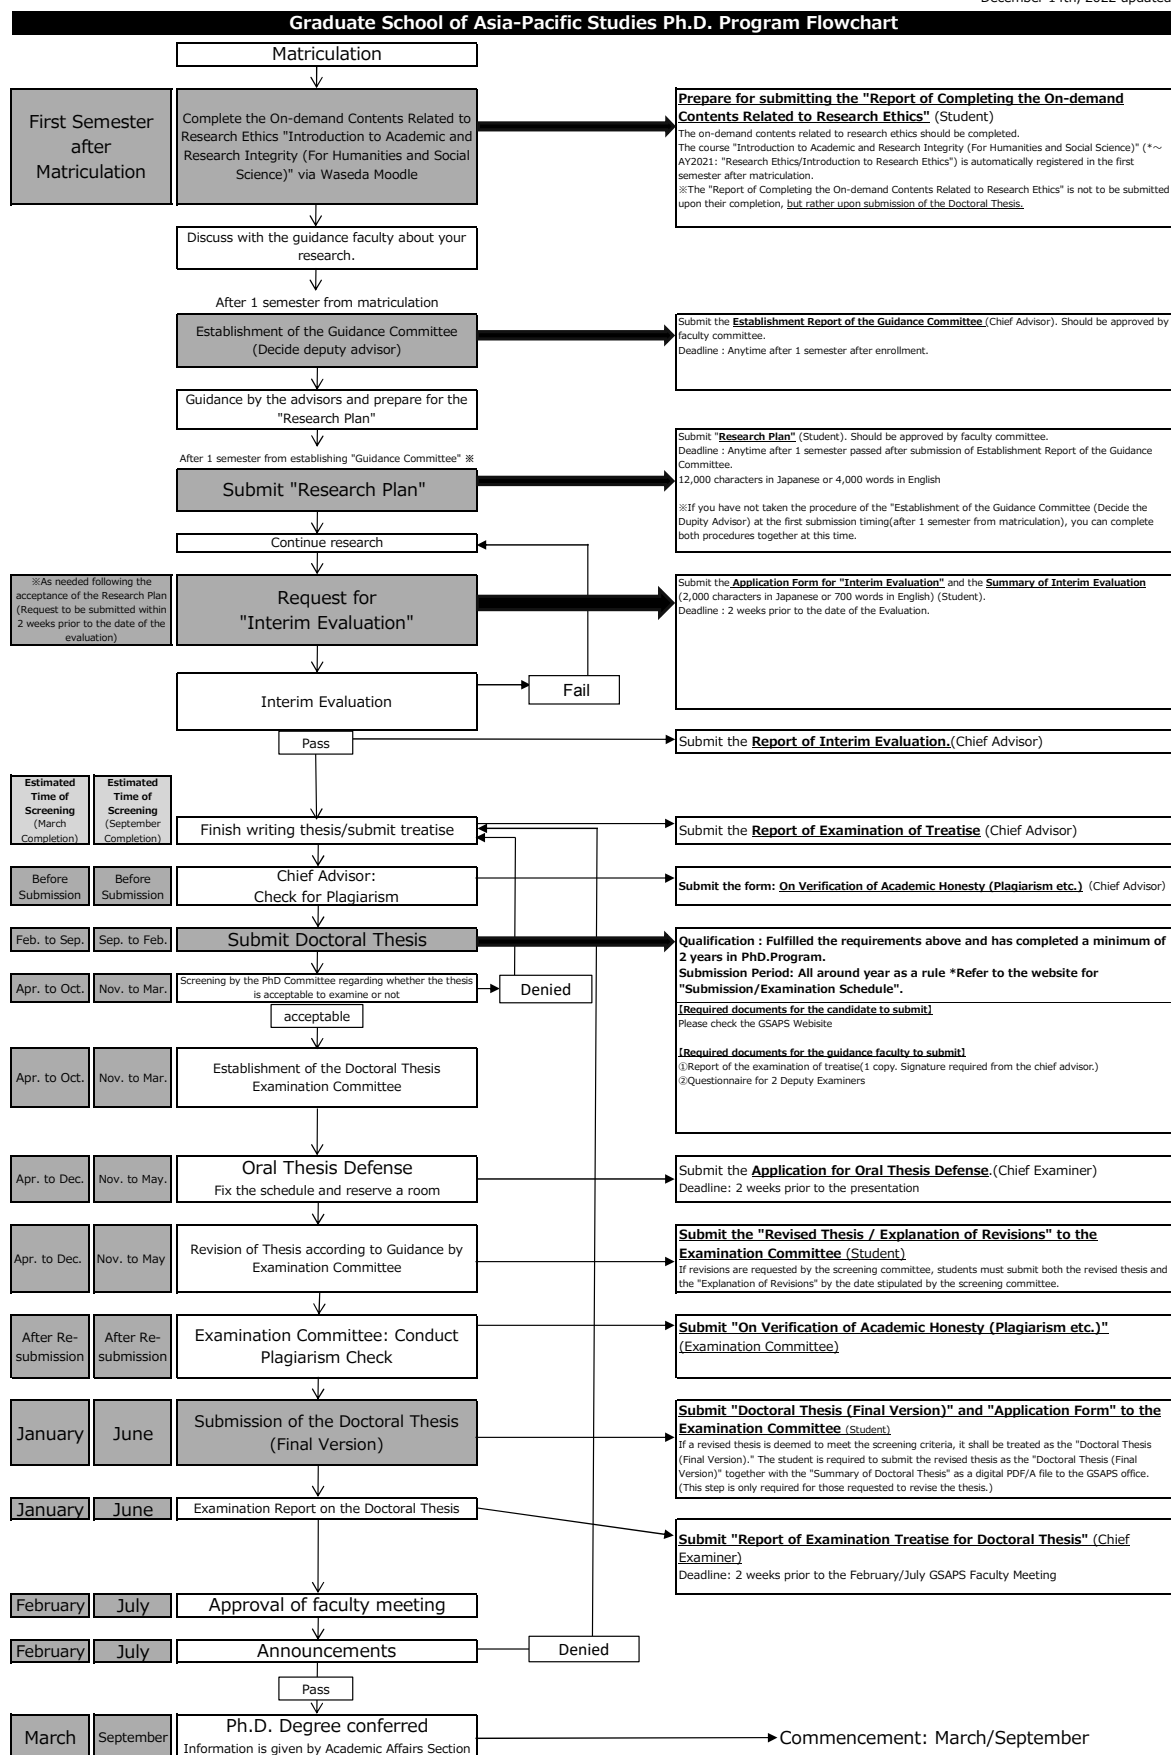 December 14th, 2022 updated
Graduate School of Asia-Pacific Studies Ph.D. Program Flowchart
Matriculation
First Semester
after
Matriculation
Complete the On-demand Contents Related to
Research Ethics "Introduction to Academic and
Research Integrity (For Humanities and Social
Science)" via Waseda Moodle
Prepare for submitting the "Report of Completing the On-demand
Contents Related to Research Ethics" (Student)
The on-demand contents related to research ethics should be completed.
The course "Introduction to Academic and Research Integrity (For Humanities and Social Science)" (*～
AY2021: "Research Ethics/Introduction to Research Ethics") is automatically registered in the first
semester after matriculation.
※The "Report of Completing the On-demand Contents Related to Research Ethics" is not to be submitted
upon their completion, but rather upon submission of the Doctoral Thesis.
Discuss with the guidance faculty about your
research.
After 1 semester from matriculation
Establishment of the Guidance Committee
(Decide deputy advisor)
Submit the Establishment Report of the Guidance Committee (Chief Advisor). Should be approved by
faculty committee.
Deadline : Anytime after 1 semester after enrollment.
Guidance by the advisors and prepare for the
"Research Plan"
After 1 semester from establishing "Guidance Committee" ※
Submit "Research Plan"
Submit "Research Plan" (Student). Should be approved by faculty committee.
Deadline : Anytime after 1 semester passed after submission of Establishment Report of the Guidance
Committee.
12,000 characters in Japanese or 4,000 words in English
※If you have not taken the procedure of the "Establishment of the Guidance Committee (Decide the
Dupity Advisor) at the first submission timing(after 1 semester from matriculation), you can complete
both procedures together at this time.
Continue research
※As needed following the
acceptance of the Research Plan
(Request to be submitted within
2 weeks prior to the date of the
evaluation)
Request for
"Interim Evaluation"
Submit the Application Form for "Interim Evaluation" and the Summary of Interim Evaluation
(2,000 characters in Japanese or 700 words in English) (Student).
Deadline : 2 weeks prior to the date of the Evaluation.
Interim Evaluation
Fail
Pass
Submit the Report of Interim Evaluation.(Chief Advisor)
Estimated
Time of
Screening
(March
Completion)
Estimated
Time of
Screening
(September
Completion)
Finish writing thesis/submit treatise
Submit the Report of Examination of Treatise (Chief Advisor)
Before
Submission
Before
Submission
Chief Advisor:
Check for Plagiarism
Submit the form: On Verification of Academic Honesty (Plagiarism etc.) (Chief Advisor)
Feb. to Sep.
Sep. to Feb.
Submit Doctoral Thesis
Qualification : Fulfilled the requirements above and has completed a minimum of
2 years in PhD.Program.
Submission Period: All around year as a rule *Refer to the website for
"Submission/Examination Schedule".
Apr. to Oct.
Nov. to Mar.
Screening by the PhD Committee regarding whether the thesis
is acceptable to examine or not
Denied
acceptable
【Required documents for the candidate to submit】
Please check the GSAPS Webisite
【Required documents for the guidance faculty to submit】
①Report of the examination of treatise(1 copy. Signature required from the chief advisor.)
②Questionnaire for 2 Deputy Examiners
Apr. to Oct.
Nov. to Mar.
Establishment of the Doctoral Thesis
Examination Committee
Apr. to Dec.
Nov. to May.
Oral Thesis Defense
Fix the schedule and reserve a room
Submit the Application for Oral Thesis Defense.(Chief Examiner)
Deadline: 2 weeks prior to the presentation
Apr. to Dec.
Nov. to May
Revision of Thesis according to Guidance by
Examination Committee
Submit the "Revised Thesis / Explanation of Revisions" to the
Examination Committee (Student)
If revisions are requested by the screening committee, students must submit both the revised thesis and
the "Explanation of Revisions" by the date stipulated by the screening committee.
After Re-
submission
After Re-
submission
Examination Committee: Conduct
Plagiarism Check
Submit "On Verification of Academic Honesty (Plagiarism etc.)"
(Examination Committee)
January
June
Submission of the Doctoral Thesis
(Final Version)
Submit "Doctoral Thesis (Final Version)" and "Application Form" to the
Examination Committee (Student)
If a revised thesis is deemed to meet the screening criteria, it shall be treated as the "Doctoral Thesis
(Final Version)." The student is required to submit the revised thesis as the "Doctoral Thesis (Final
Version)" together with the "Summary of Doctoral Thesis" as a digital PDF/A file to the GSAPS office.
(This step is only required for those requested to revise the thesis.)
January
June
Examination Report on the Doctoral Thesis
Submit "Report of Examination Treatise for Doctoral Thesis" (Chief
Examiner)
Deadline: 2 weeks prior to the February/July GSAPS Faculty Meeting
February
July
Approval of faculty meeting
February
July
Announcements
Denied
Pass
March
September
Ph.D. Degree conferred
Information is given by Academic Affairs Section
Commencement: March/September